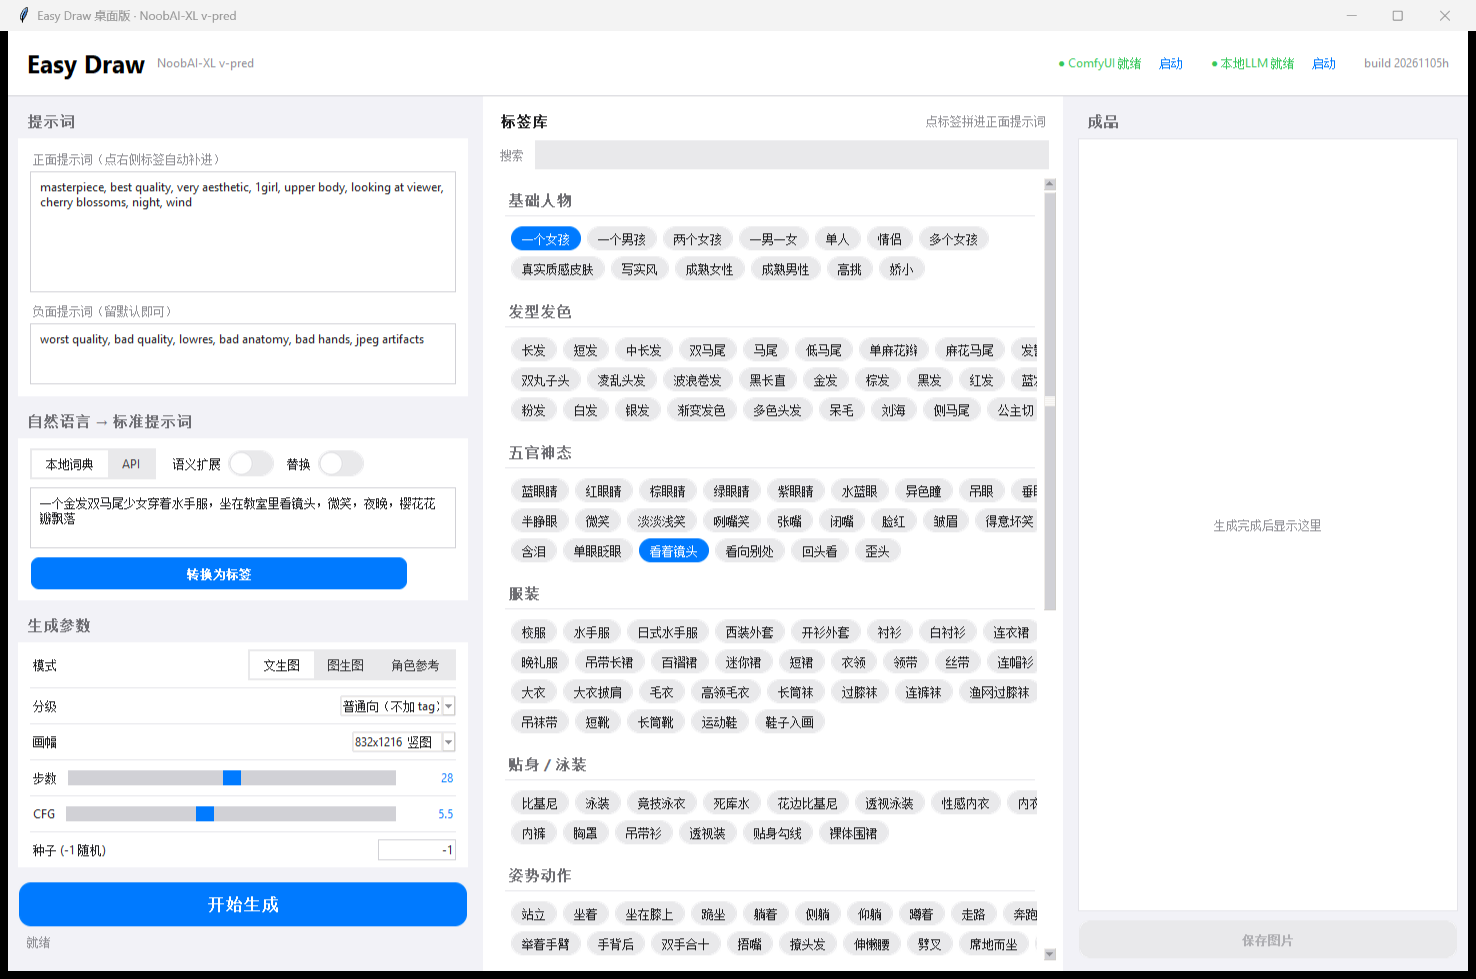 Easy Draw 桌面版 · NoobAI-XL v-pred
Easy Draw NoobAI-XL v-pred
● ComfyUI 就绪 启动 ● 本地LLM 就绪 启动 build 20261105h
提示词
正面提示词（点右侧标签自动补进）
masterpiece, best quality, very aesthetic, 1girl, upper body, looking at viewer,
cherry blossoms, night, wind
负面提示词（留默认即可）
worst quality, bad quality, lowres, bad anatomy, bad hands, jpeg artifacts
自然语言 → 标准提示词
本地词典 API 语义扩展 替换
一个金发双马尾少女穿着水手服，坐在教室里看镜头，微笑，夜晚，樱花花
瓣飘落
转换为标签
生成参数
模式 文生图 图生图 角色参考
分级 普通向（不加 tag）
画幅 832x1216 竖图
步数 28
CFG 5.5
种子 (-1 随机) -1
开始生成
就绪
标签库 点标签拼进正面提示词
搜索
基础人物
一个女孩 一个男孩 两个女孩 一男一女 单人 情侣 多个女孩
真实质感皮肤 写实风 成熟女性 成熟男性 高挑 娇小
发型发色
长发 短发 中长发 双马尾 马尾 低马尾 单麻花辫 麻花马尾 发
双丸子头 凌乱头发 波浪卷发 黑长直 金发 棕发 黑发 红发 蓝
粉发 白发 银发 渐变发色 多色头发 呆毛 刘海 侧马尾 公主切
五官神态
蓝眼睛 红眼睛 棕眼睛 绿眼睛 紫眼睛 水蓝眼 异色瞳 吊眼 垂
半睁眼 微笑 淡淡浅笑 咧嘴笑 张嘴 闭嘴 脸红 皱眉 得意坏笑
含泪 单眼眨眼 看着镜头 看向别处 回头看 歪头
服装
校服 水手服 日式水手服 西装外套 开衫外套 衬衫 白衬衫 连衣裙
晚礼服 吊带长裙 百褶裙 迷你裙 短裙 衣领 领带 丝带 连帽衫
大衣 大衣披肩 毛衣 高领毛衣 长筒袜 过膝袜 连裤袜 渔网过膝袜
吊袜带 短靴 长筒靴 运动鞋 鞋子入画
贴身 / 泳装
比基尼 泳装 竞技泳衣 死库水 花边比基尼 透视泳装 性感内衣 内衣
内裤 胸罩 吊带衫 透视装 贴身勾线 裸体围裙
姿势动作
站立 坐着 坐在膝上 跪坐 躺着 侧躺 仰躺 蹲着 走路 奔跑
举着手臂 手背后 双手合十 捂嘴 撩头发 伸懒腰 劈叉 席地而坐
成品
生成完成后显示这里
保存图片